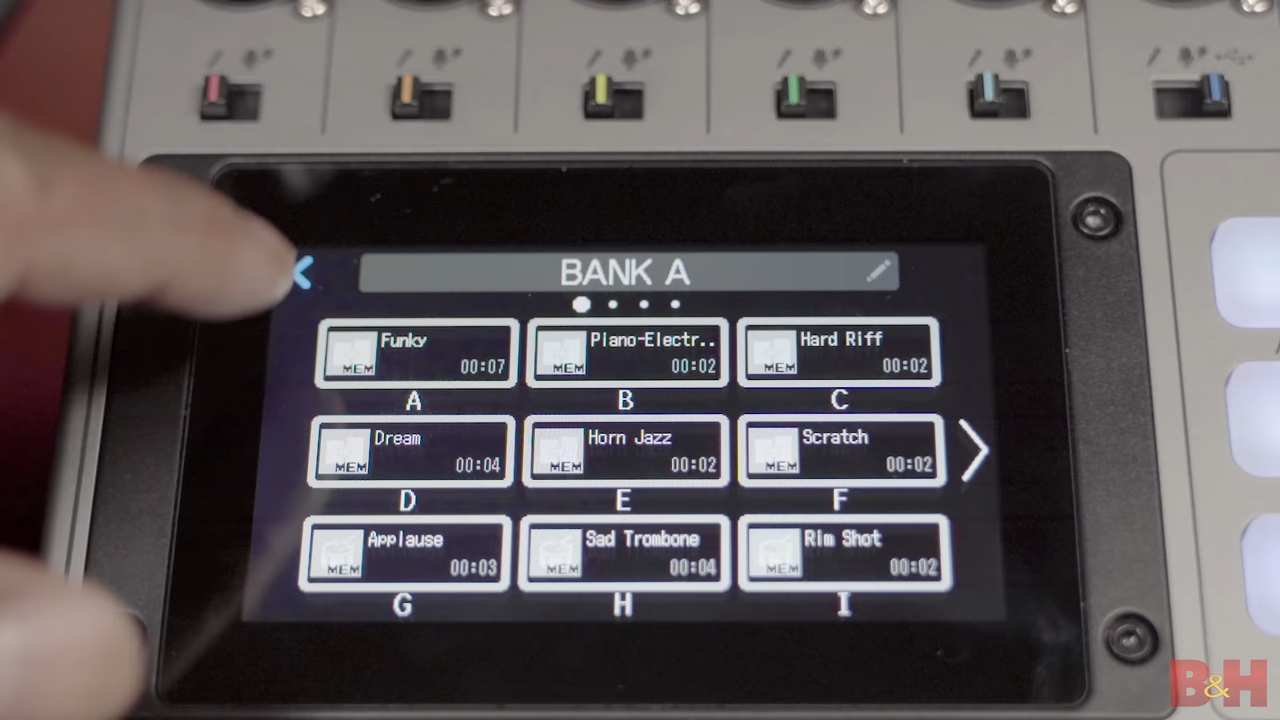 BANK A
Funky
00:07
MEM
A
Piano-Electr..
00:02
MEM
B
Hard Riff
00:02
MEM
C
Dream
00:04
MEM
D
Horn Jazz
00:02
MEM
E
Scratch
00:02
MEM
F
Applause
00:03
MEM
G
Sad Trombone
00:04
MEM
H
Rim Shot
00:02
MEM
I
B&H